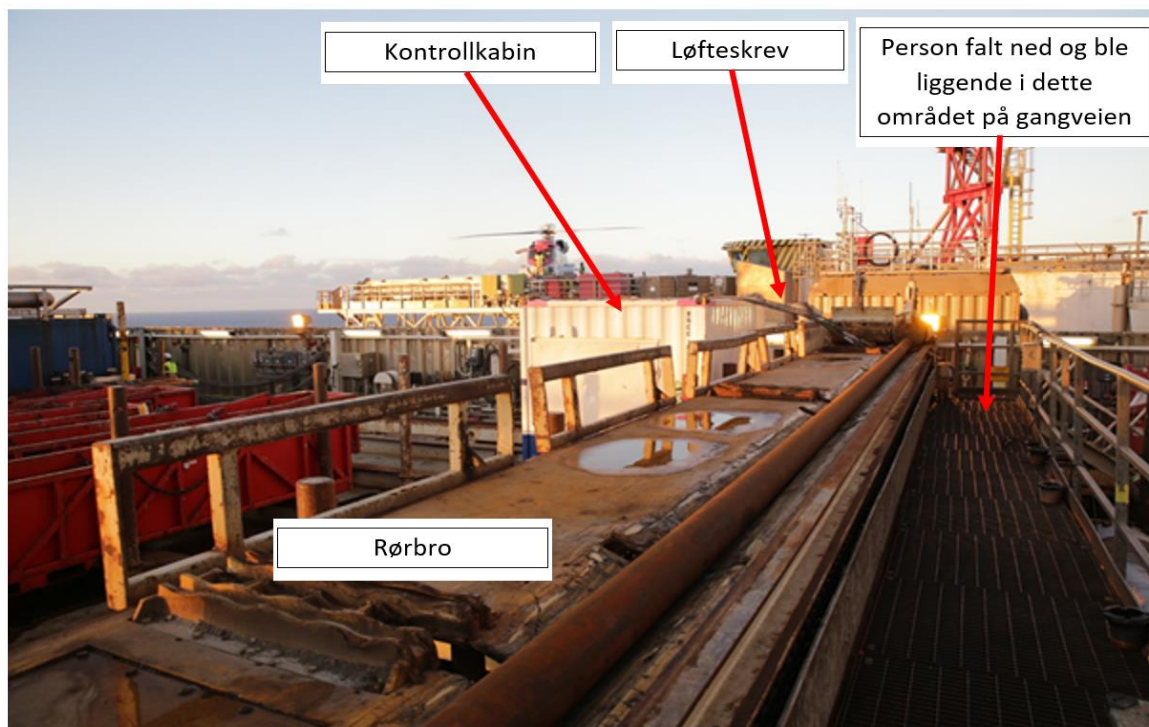 Kontrollkabin
Løfteskrev
Person falt ned og ble
liggende i dette
området på gangveien
Rørbro